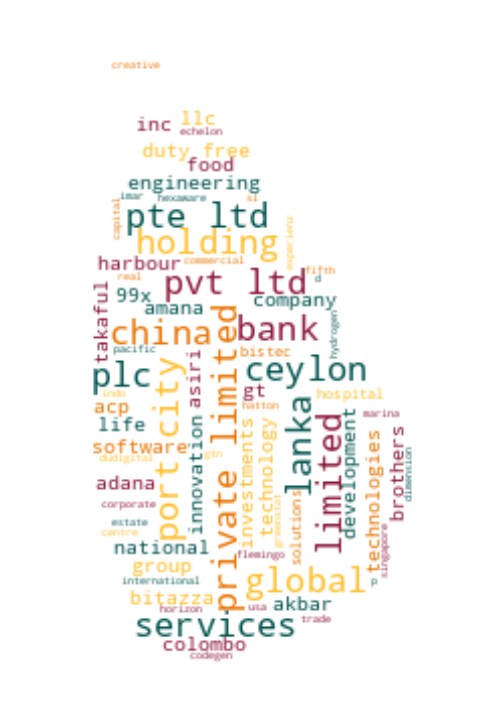 creative
inc
llc
echelon
duty free
food
engineering
imar
hexaware
sl
capital
pte ltd
holding
experienz
harbour
commercial
fifth
real
pvt ltd
d
takaful
99x
amana
company
hydrogen
china
bank
pacific
bistec
plc
port city
asiri
private limited
ceylon
gt
indo
acp
hatton
lanka
hospital
life
marina
software
innovation
gtn
investments
technology
limited
development
brothers
dudigital
adana
technologies
dimension
corporate
greenstat
solutions
estate
centre
national
flemingo
singapore
group
international
global
p
bitazza
horizon
usa
akbar
services
trade
colombo
codegen